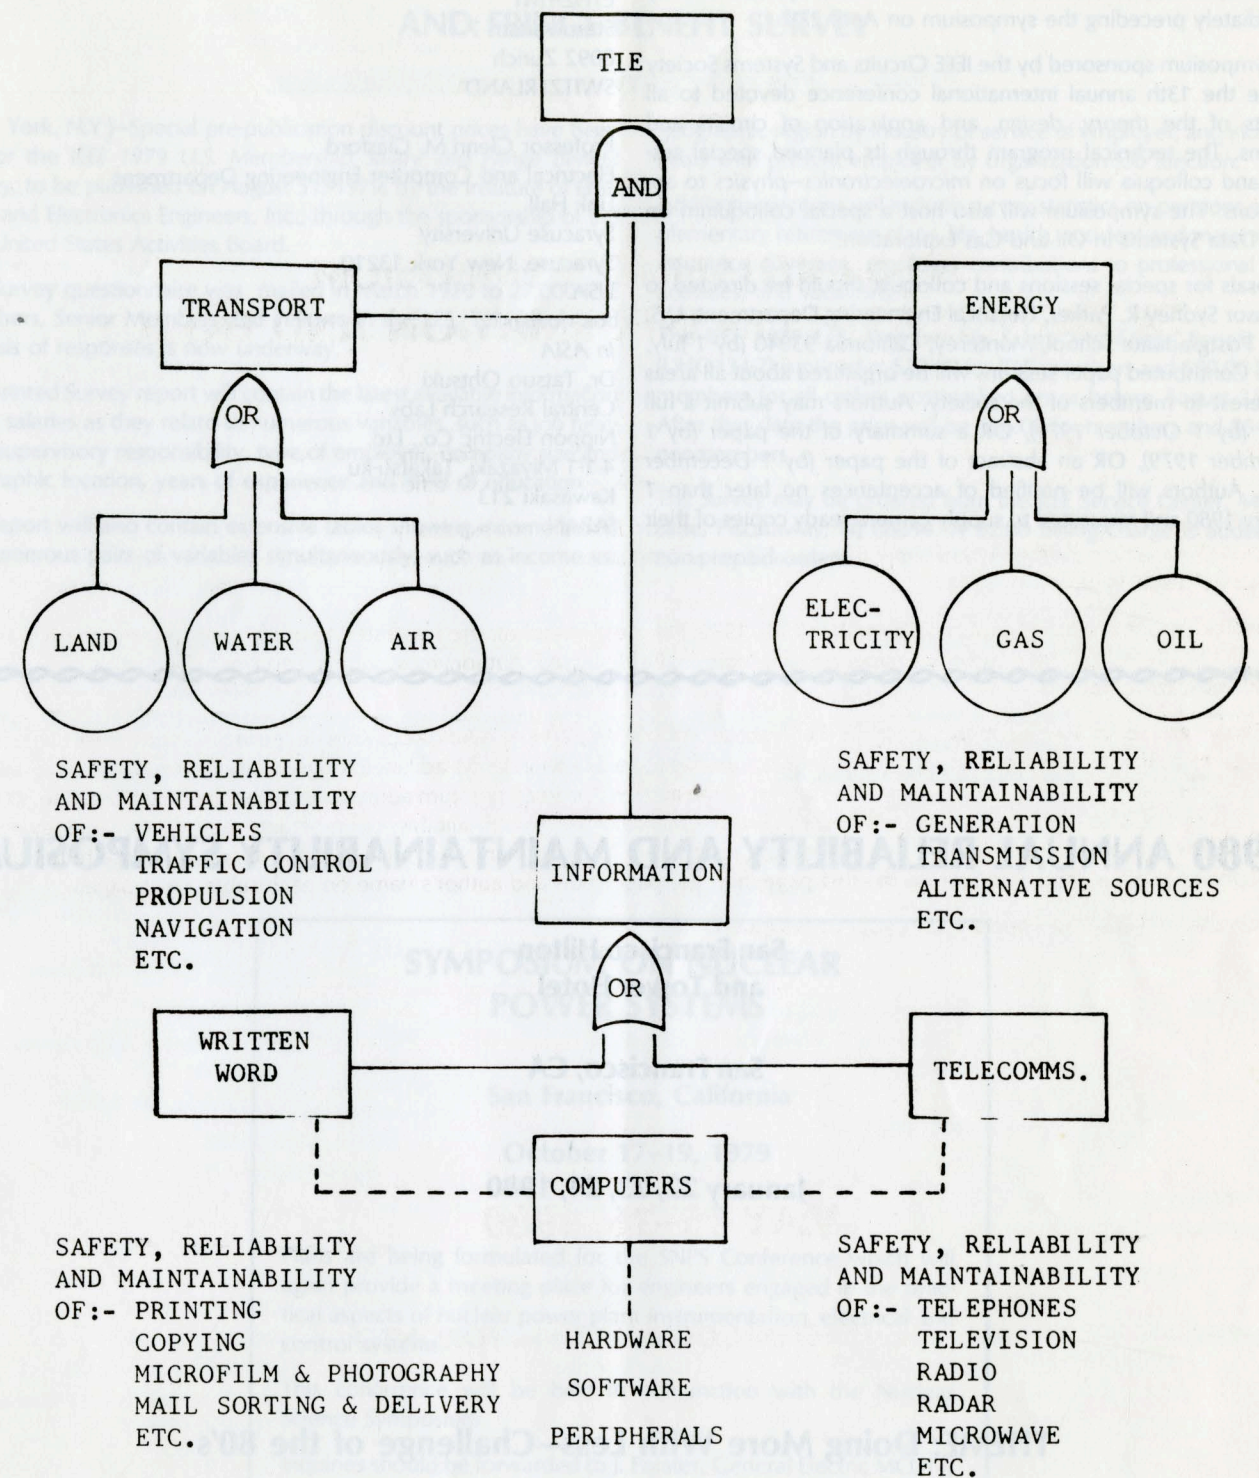 TIE
AND
TRANSPORT
ENERGY
OR
OR
LAND
WATER
AIR
ELEC-
TRICITY
GAS
OIL
SAFETY, RELIABILITY
AND MAINTAINABILITY
OF:- VEHICLES
TRAFFIC CONTROL
PROPULSION
NAVIGATION
ETC.
SAFETY, RELIABILITY
AND MAINTAINABILITY
OF:- GENERATION
TRANSMISSION
ALTERNATIVE SOURCES
ETC.
INFORMATION
OR
WRITTEN
WORD
TELECOMMS.
COMPUTERS
SAFETY, RELIABILITY
AND MAINTAINABILITY
OF:- PRINTING
COPYING
MICROFILM & PHOTOGRAPHY
MAIL SORTING & DELIVERY
ETC.
HARDWARE
SOFTWARE
PERIPHERALS
SAFETY, RELIABILITY
AND MAINTAINABILITY
OF:- TELEPHONES
TELEVISION
RADIO
RADAR
MICROWAVE
ETC.